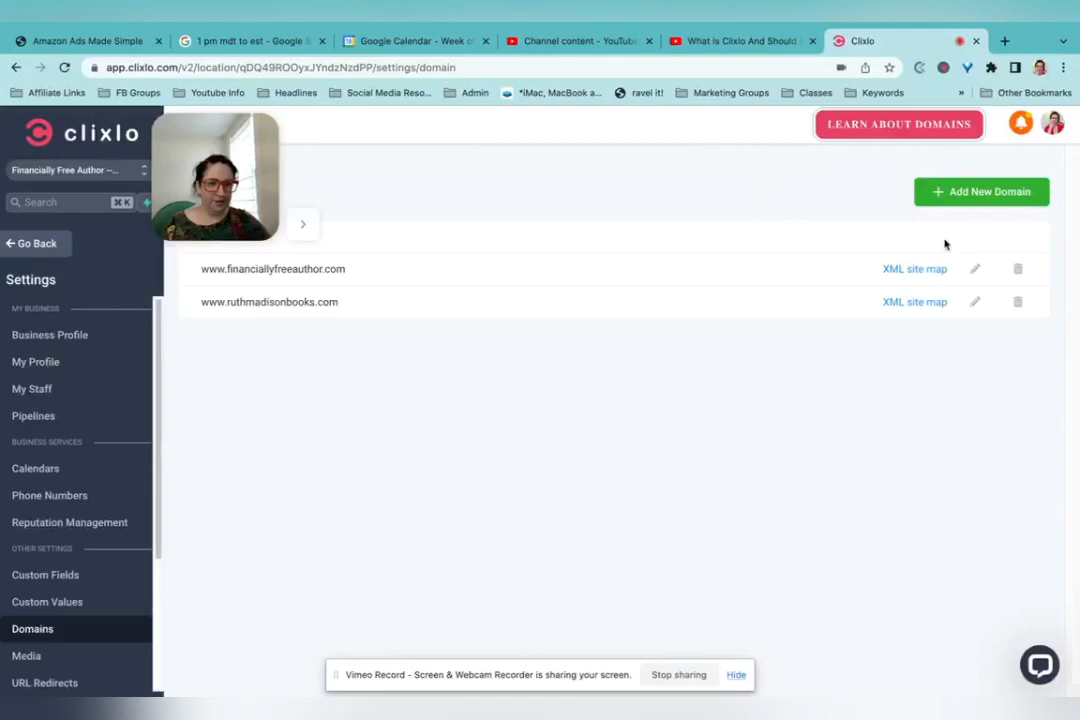 Amazon Ads Made Simple
1 pm mdt to est - Google S
Google Calendar - Week o
Channel content - YouTube
What Is Clixlo And Should
Clixlo
app.clixlo.com/v2/location/qDQ49ROOyxJYndzNzdPP/settings/domain
Affiliate Links
FB Groups
Youtube Info
Headlines
Social Media Reso...
Admin
*iMac, MacBook a...
ravel it!
Marketing Groups
Classes
Keywords
»
Other Bookmarks
clixlo
LEARN ABOUT DOMAINS
Financially Free Author --...
Search
⌘ K
+ Add New Domain
Go Back
Settings
www.financiallyfreeauthor.com
XML site map
www.ruthmadisonbooks.com
XML site map
MY BUSINESS
Business Profile
My Profile
My Staff
Pipelines
BUSINESS SERVICES
Calendars
Phone Numbers
Reputation Management
OTHER SETTINGS
Custom Fields
Custom Values
Domains
Media
URL Redirects
Vimeo Record - Screen & Webcam Recorder is sharing your screen.
Stop sharing
Hide